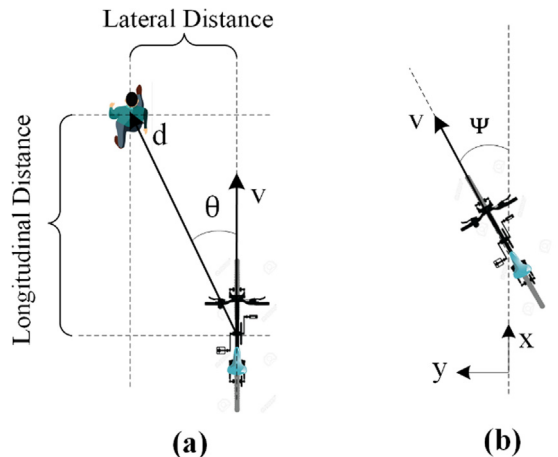 Lateral Distance
Longitudinal Distance
d
θ
v
(a)
v
Ψ
x
y
(b)